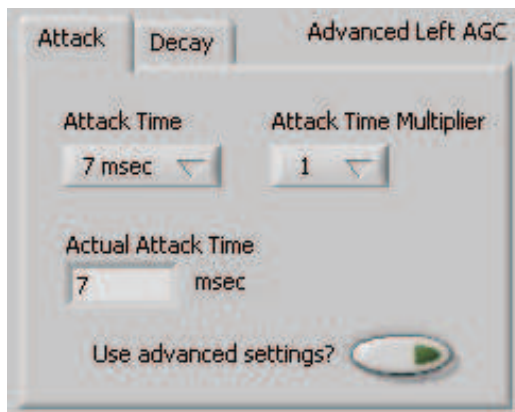 Attack Decay Advanced Left AGC
Attack Time Attack Time Multiplier
7 msec 1
Actual Attack Time
7 msec
Use advanced settings?